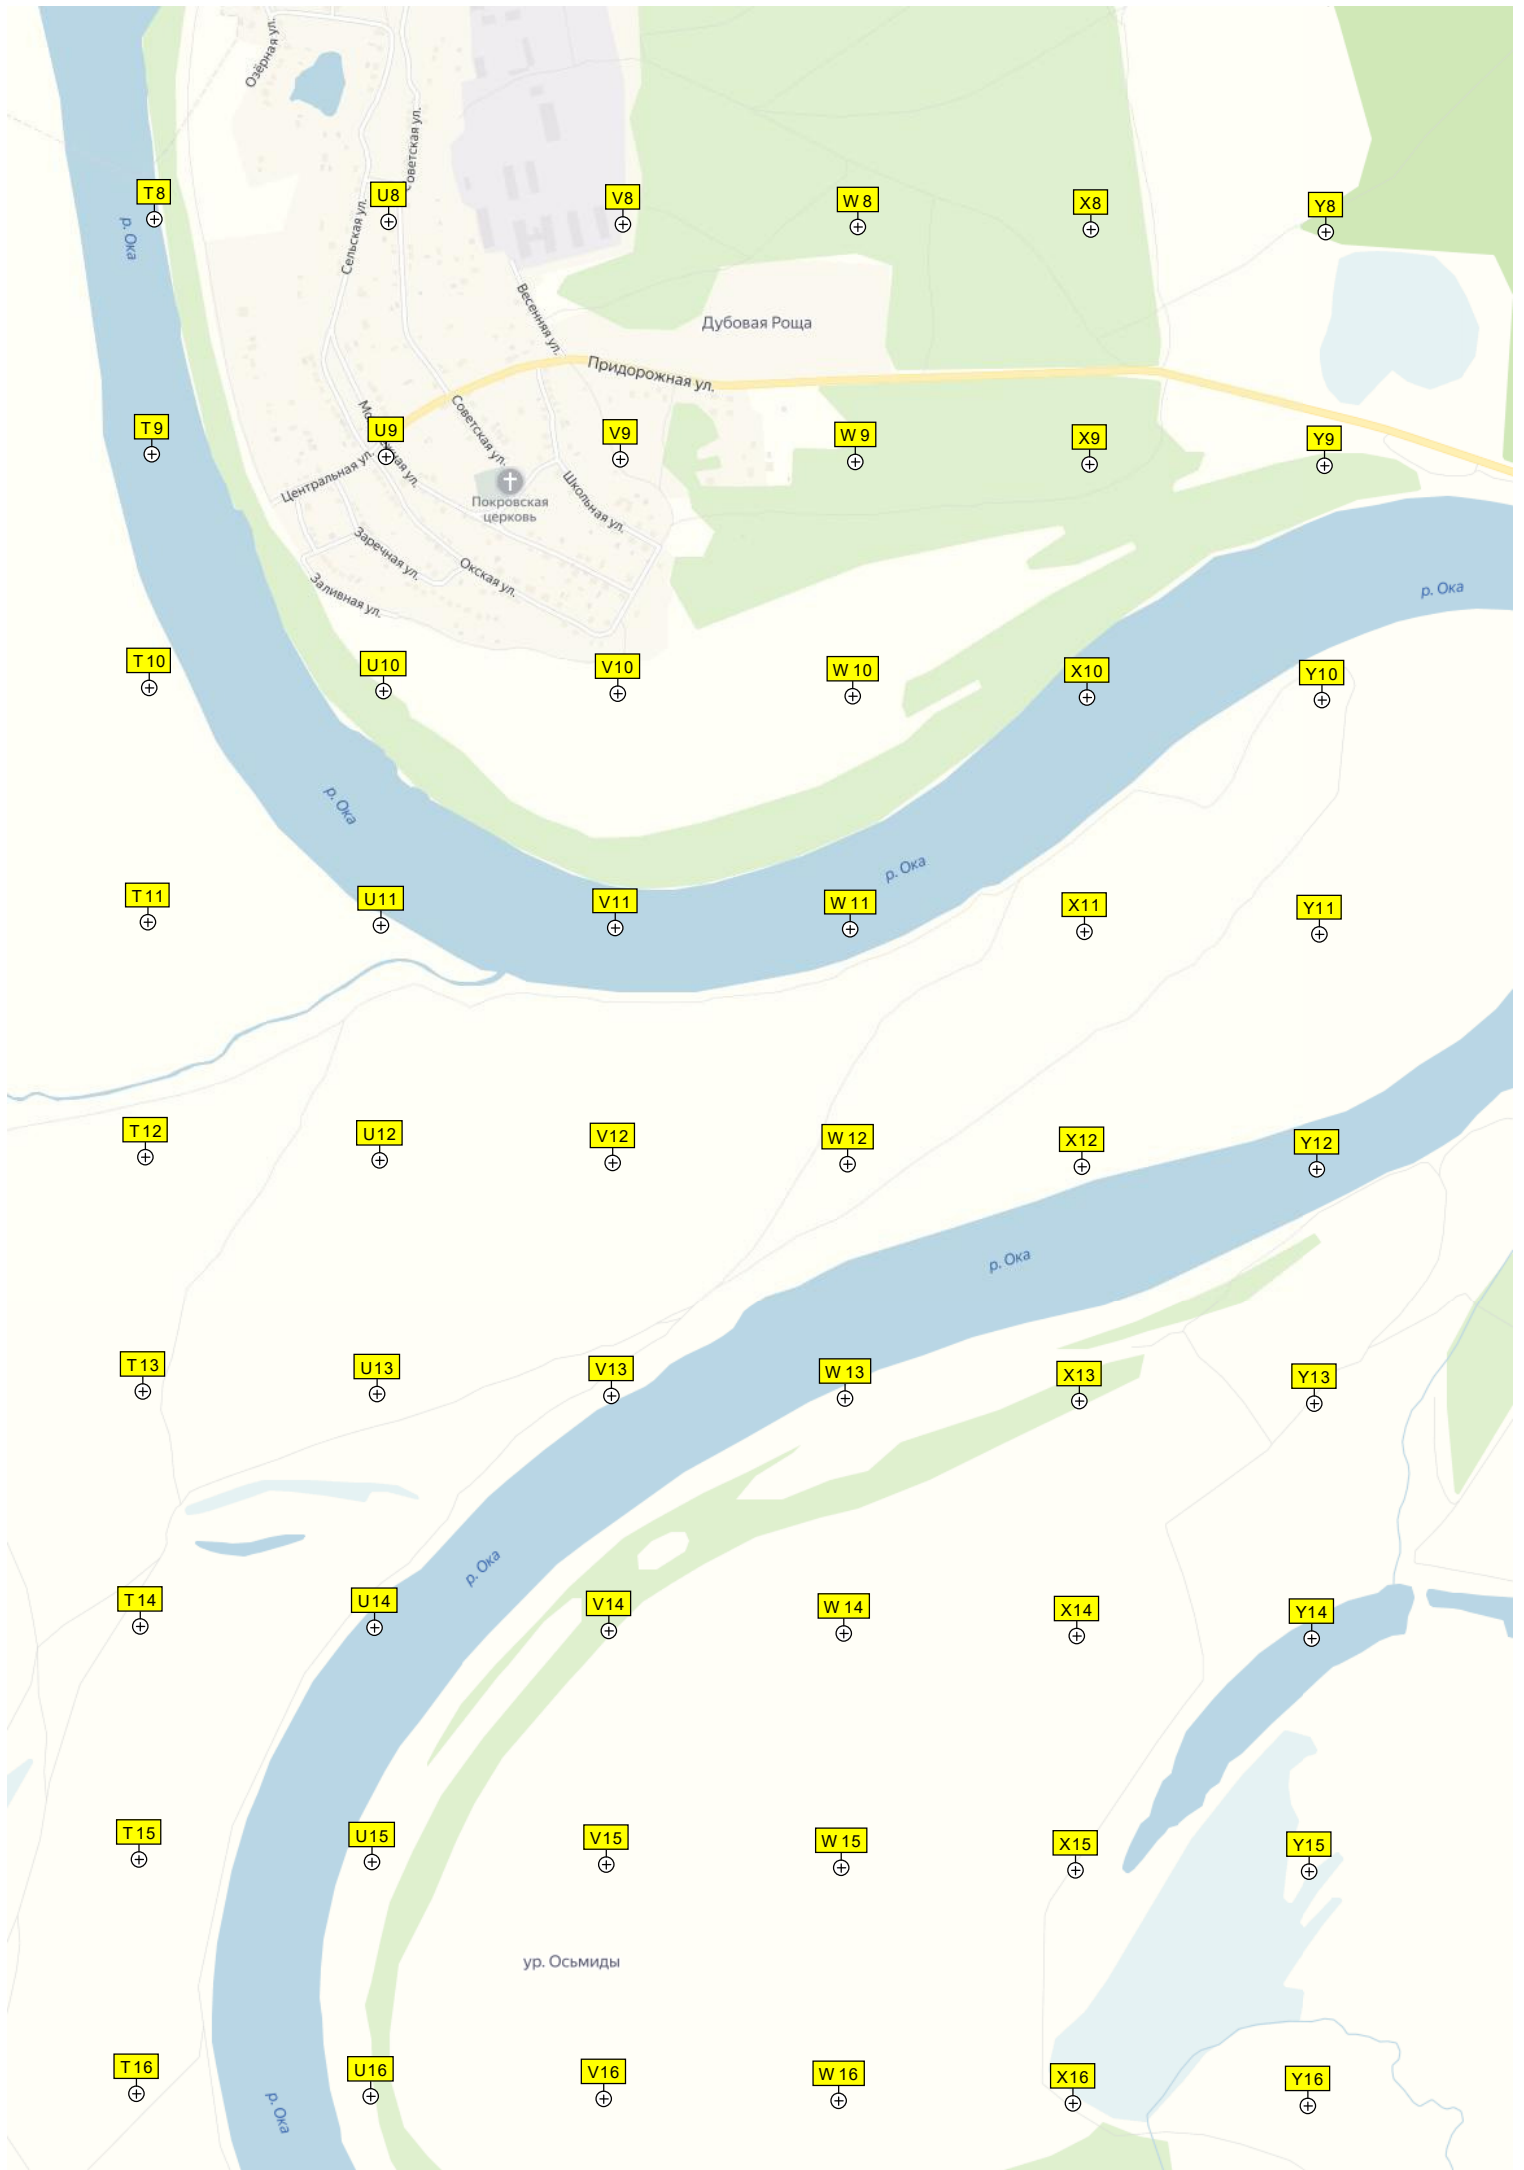 Озёрная ул.
Советская ул.
T8
U8
V8
W8
X8
Y8
р. Ока
Сельская ул.
Весенняя ул.
Дубовая Роща
Придорожная ул.
T9
U9
V9
W9
X9
Y9
Советская ул.
Центральная ул.
Школьная ул.
Покровская
церковь
Заречная ул.
Окская ул.
Заливная ул.
р. Ока
T10
U10
V10
W10
X10
Y10
р. Ока
р. Ока
T11
U11
V11
W11
X11
Y11
T12
U12
V12
W12
X12
Y12
р. Ока
T13
U13
V13
W13
X13
Y13
р. Ока
T14
U14
V14
W14
X14
Y14
T15
U15
V15
W15
X15
Y15
ур. Осьмиды
T16
U16
V16
W16
X16
Y16
р. Ока